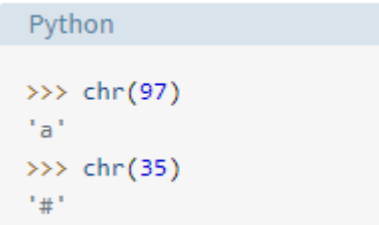 Python
>>> chr(97)
'a'
>>> chr(35)
'#'